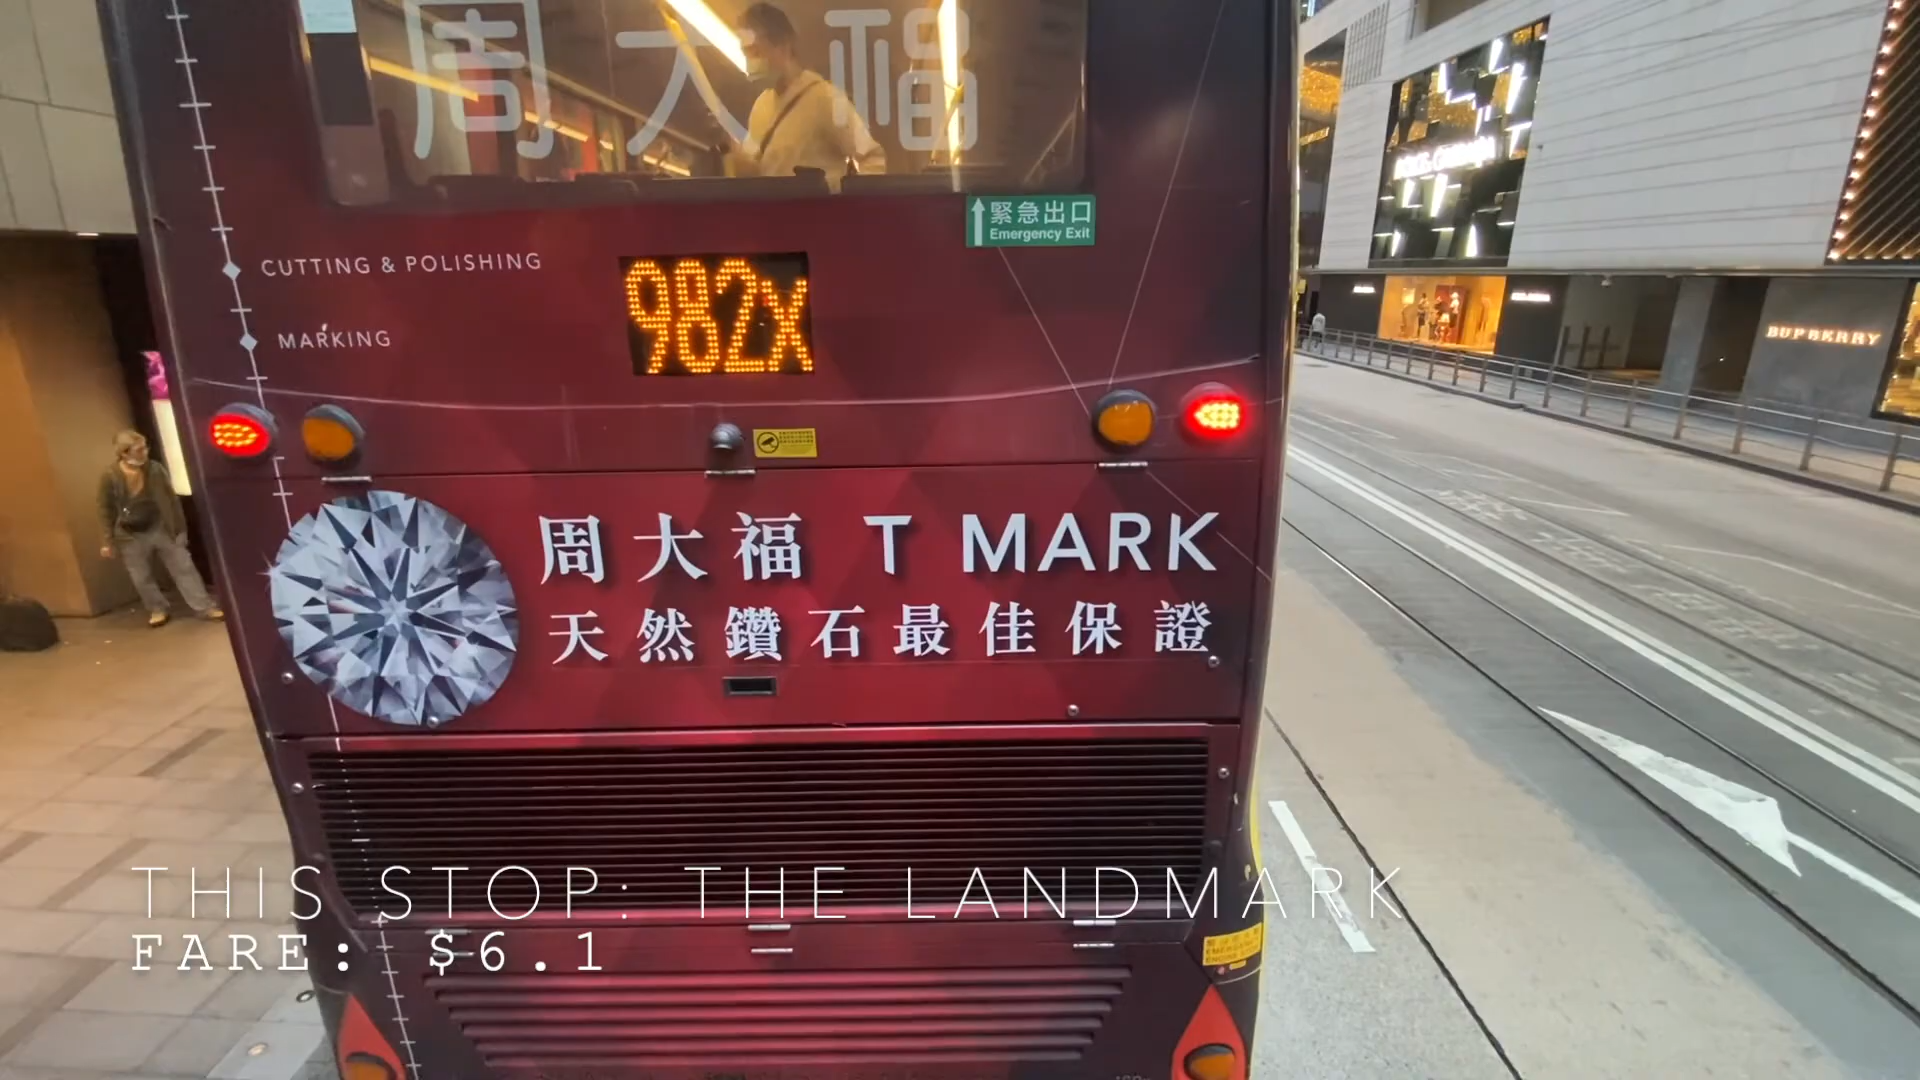 周大福
緊急出口
Emergency Exit
CUTTING & POLISHING
982X
MARKING
BURBERRY
周大福 T MARK
天然鑽石最佳保證
THIS STOP: THE LANDMARK
FARE: $6.1